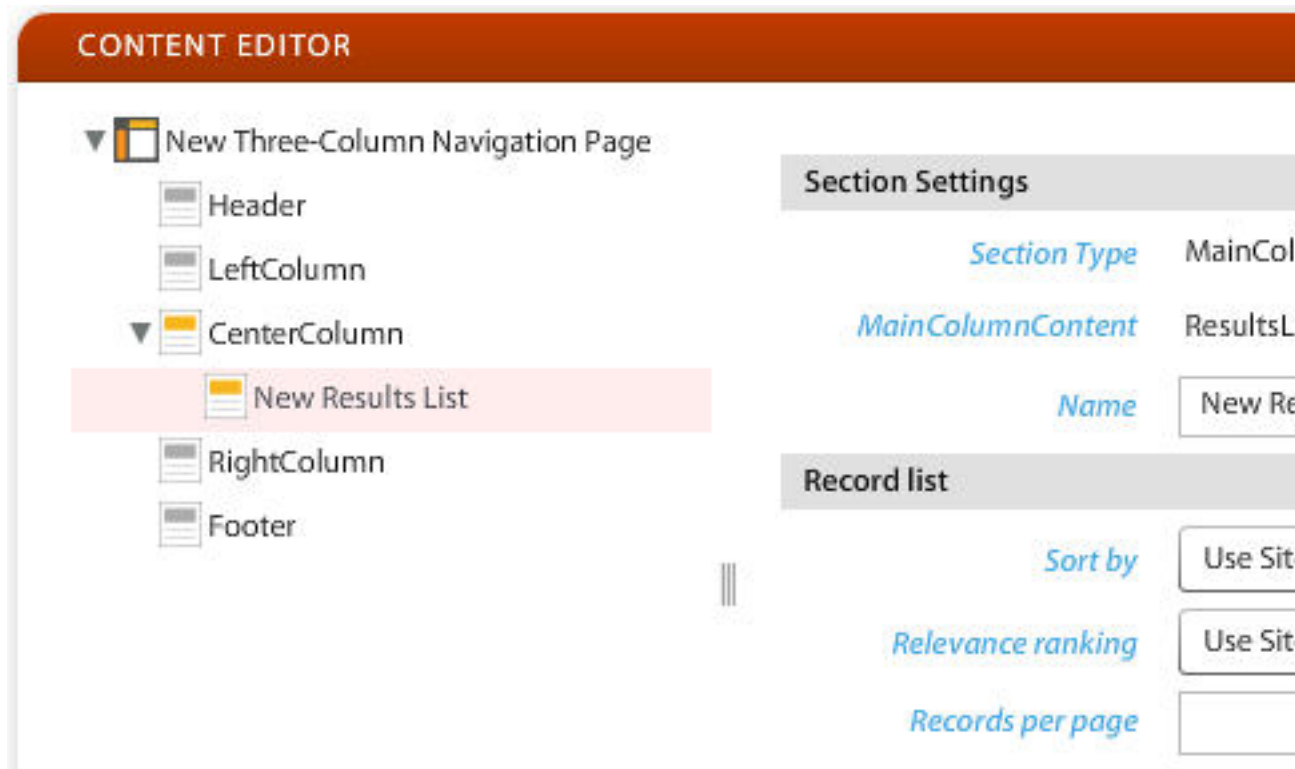 CONTENT EDITOR
New Three-Column Navigation Page
Header
LeftColumn
CenterColumn
New Results List
RightColumn
Footer
Section Settings
Section Type MainCol
MainColumnContent ResultsL
Name New Re
Record list
Sort by Use Sit
Relevance ranking Use Sit
Records per page